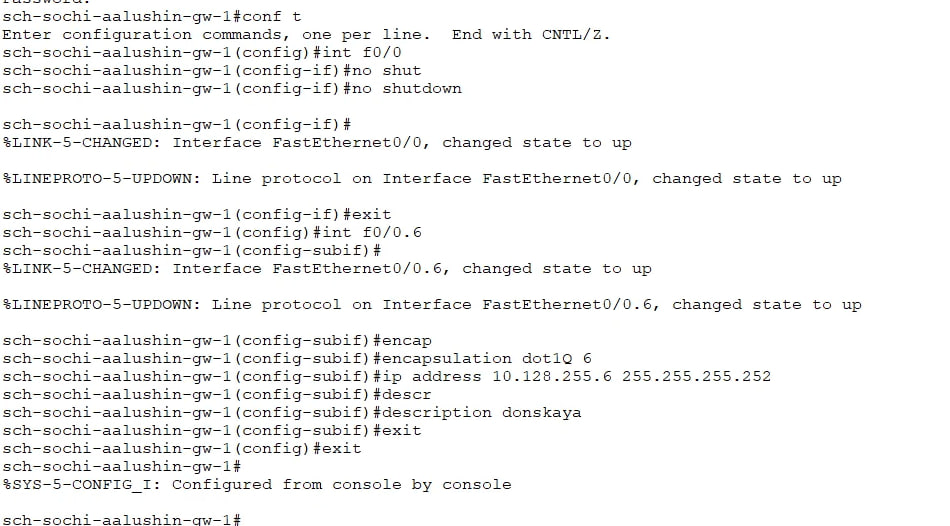 Password:
sch-sochi-aalushin-gw-1#conf t
Enter configuration commands, one per line.  End with CNTL/Z.
sch-sochi-aalushin-gw-1(config)#int f0/0
sch-sochi-aalushin-gw-1(config-if)#no shut
sch-sochi-aalushin-gw-1(config-if)#no shutdown
sch-sochi-aalushin-gw-1(config-if)#
%LINK-5-CHANGED: Interface FastEthernet0/0, changed state to up
%LINEPROTO-5-UPDOWN: Line protocol on Interface FastEthernet0/0, changed state to up
sch-sochi-aalushin-gw-1(config-if)#exit
sch-sochi-aalushin-gw-1(config)#int f0/0.6
sch-sochi-aalushin-gw-1(config-subif)#
%LINK-5-CHANGED: Interface FastEthernet0/0.6, changed state to up
%LINEPROTO-5-UPDOWN: Line protocol on Interface FastEthernet0/0.6, changed state to up
sch-sochi-aalushin-gw-1(config-subif)#encap
sch-sochi-aalushin-gw-1(config-subif)#encapsulation dot1Q 6
sch-sochi-aalushin-gw-1(config-subif)#ip address 10.128.255.6 255.255.255.252
sch-sochi-aalushin-gw-1(config-subif)#descr
sch-sochi-aalushin-gw-1(config-subif)#description donskaya
sch-sochi-aalushin-gw-1(config-subif)#exit
sch-sochi-aalushin-gw-1(config)#exit
sch-sochi-aalushin-gw-1#
%SYS-5-CONFIG_I: Configured from console by console
sch-sochi-aalushin-gw-1#